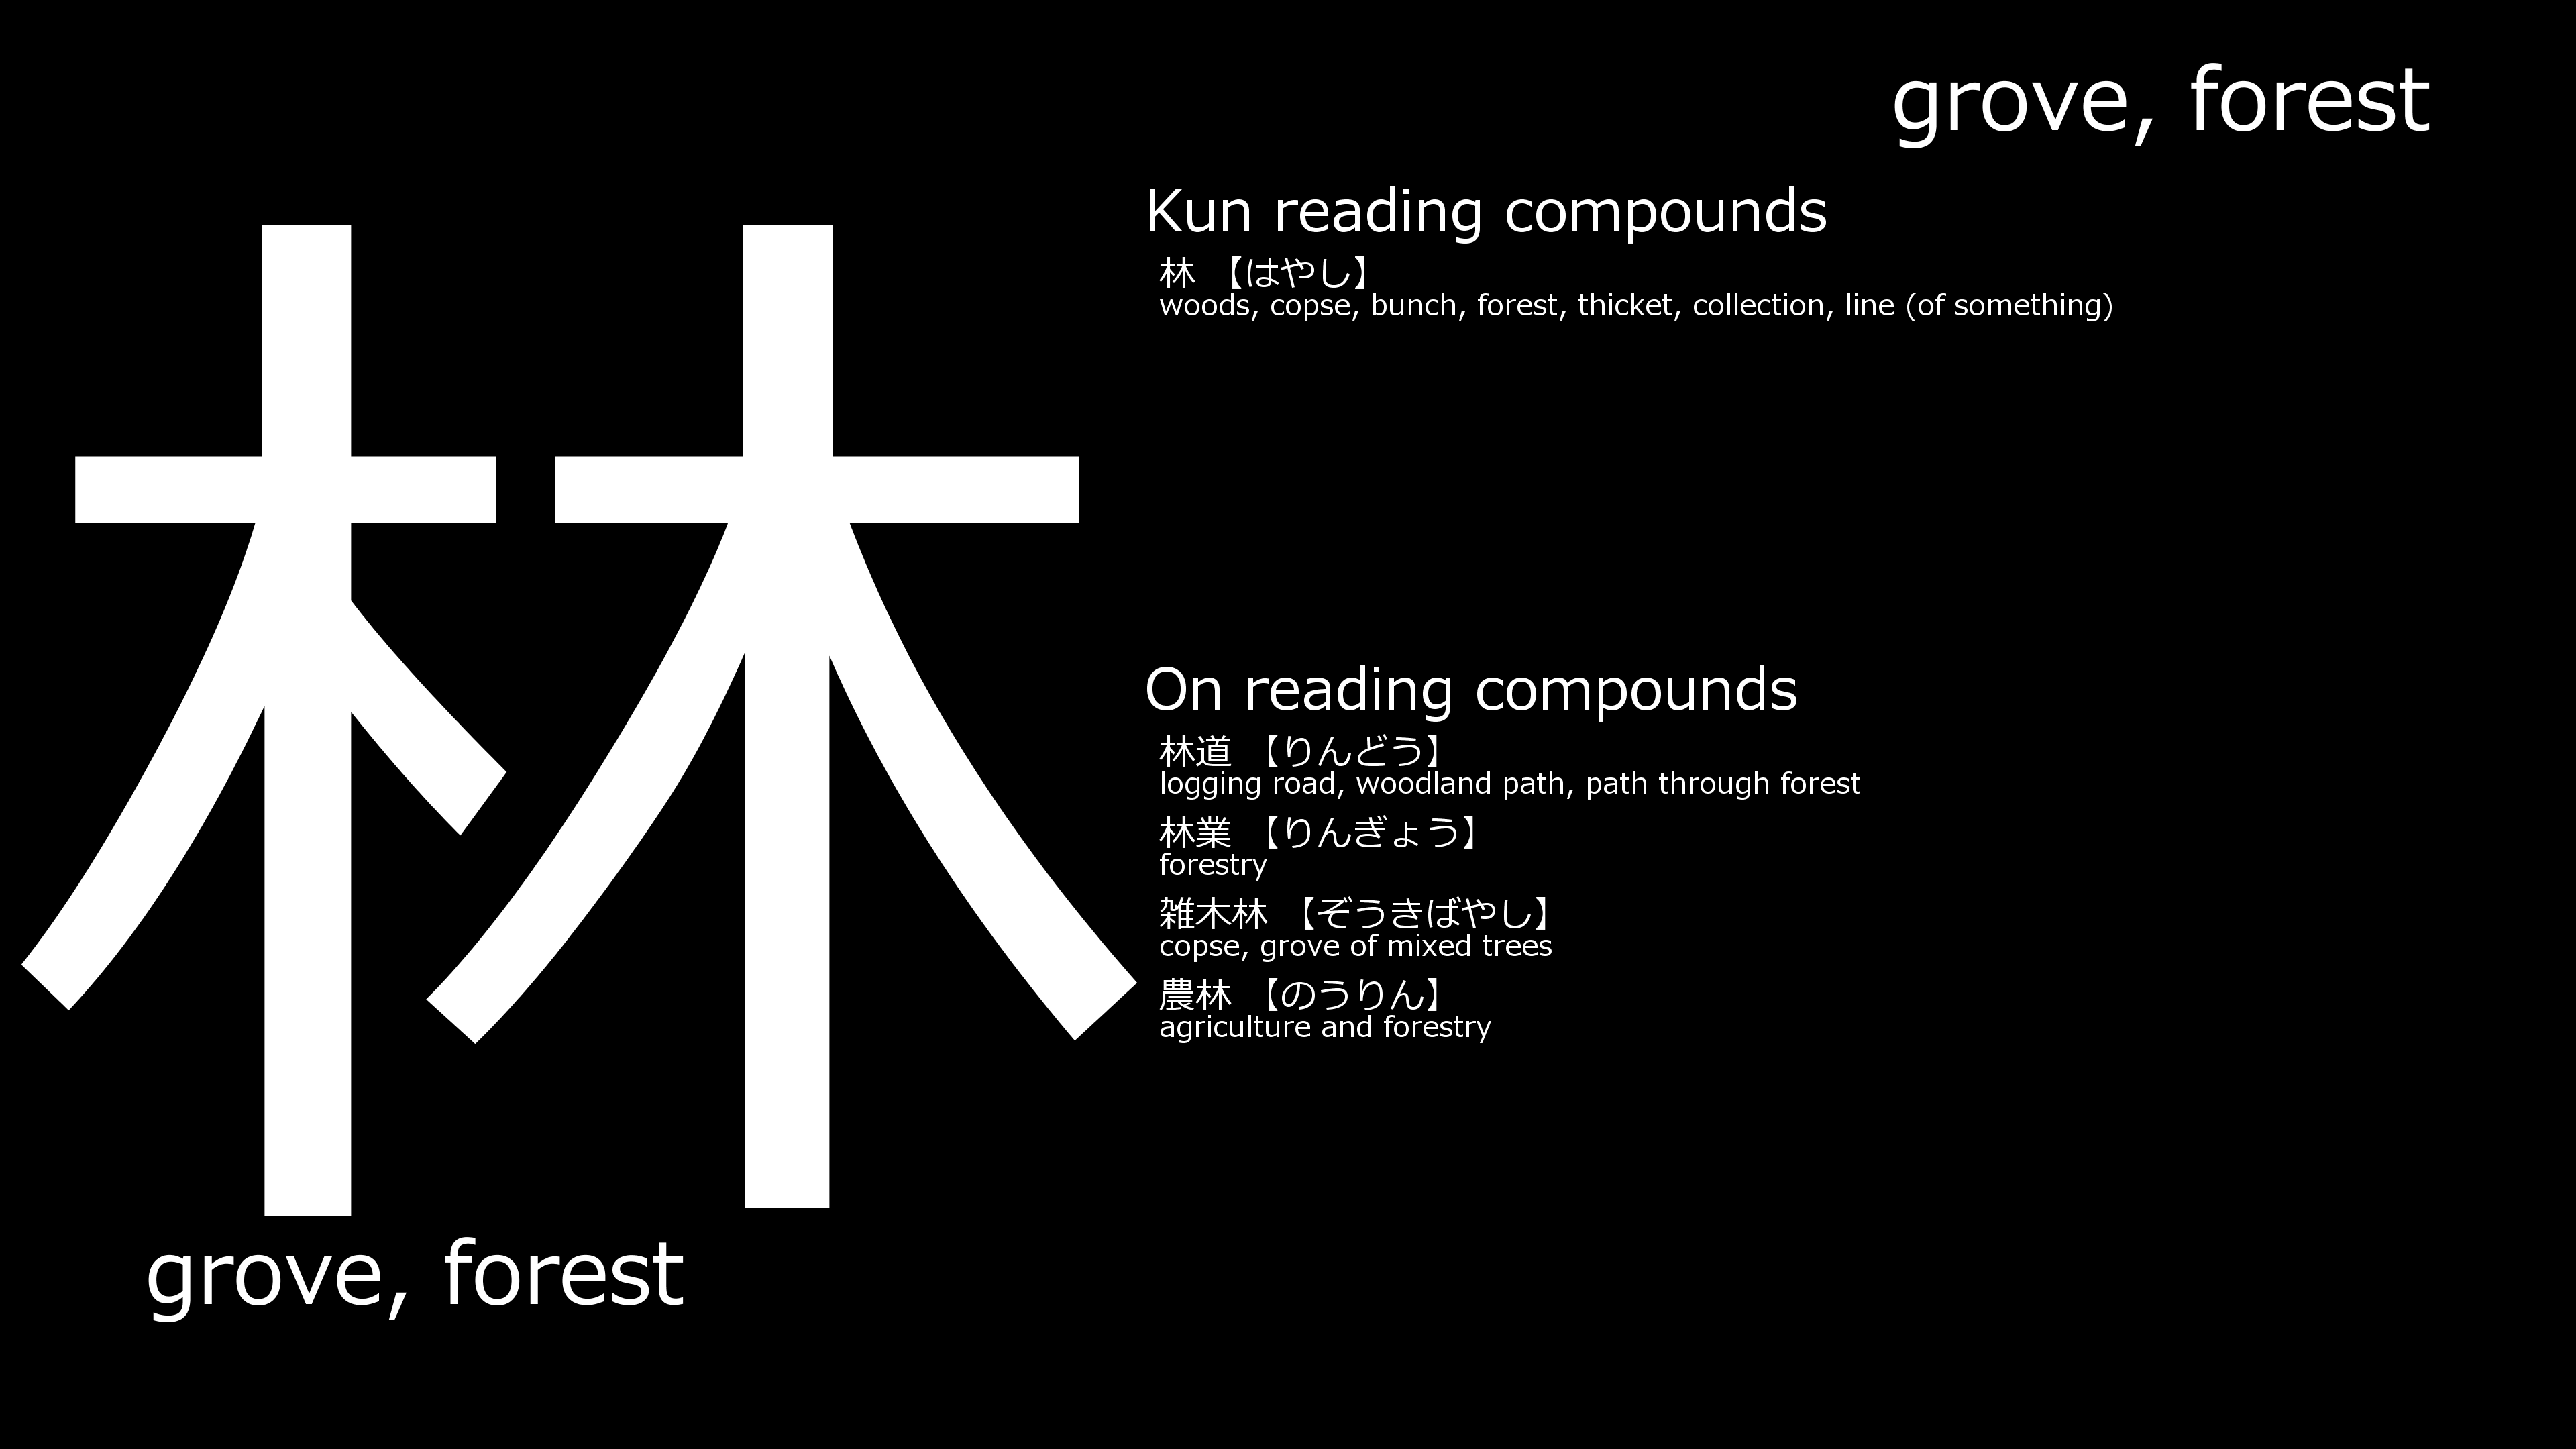 grove, forest
林
grove, forest
Kun reading compounds
林 【はやし】
woods, copse, bunch, forest, thicket, collection, line (of something)
On reading compounds
林道 【りんどう】
logging road, woodland path, path through forest
林業 【りんぎょう】
forestry
雑木林 【ぞうきばやし】
copse, grove of mixed trees
農林 【のうりん】
agriculture and forestry